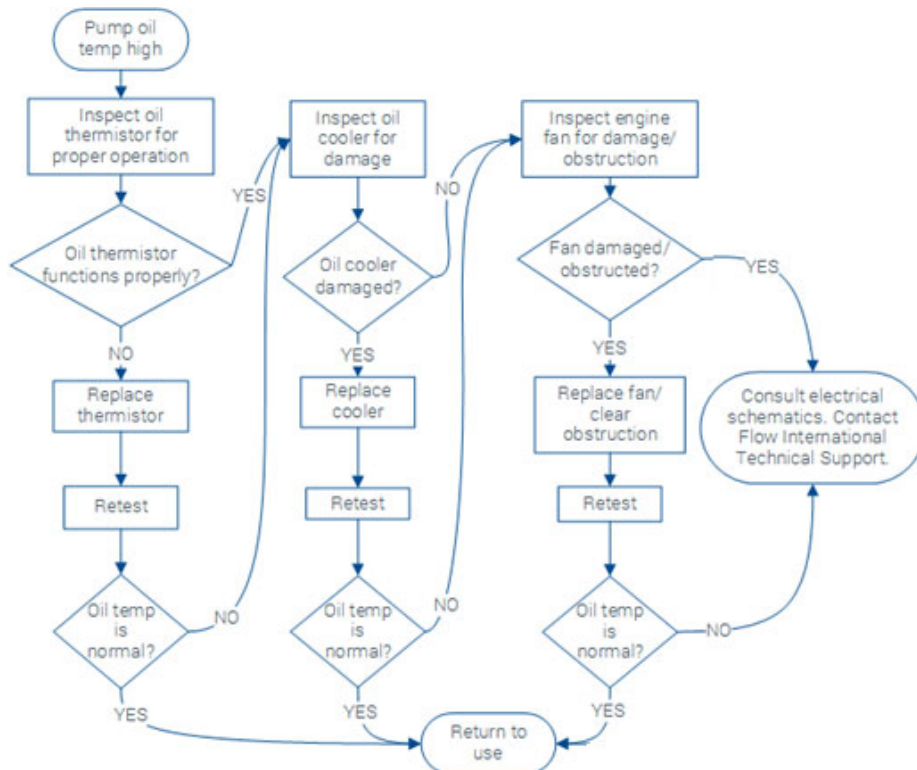 Pump oil
temp high
Inspect oil
thermistor for
proper operation
Oil thermistor
functions properly?
YES
NO
Replace
thermistor
Retest
Oil temp
is
normal?
NO
YES
Inspect oil
cooler for
damage
Oil cooler
damaged?
NO
YES
Replace
cooler
Retest
Oil temp
is
normal?
NO
YES
Inspect engine
fan for damage/
obstruction
Fan damaged/
obstructed?
YES
YES
Replace fan/
clear
obstruction
Retest
Oil temp
is
normal?
NO
YES
Consult electrical
schematics. Contact
Flow International
Technical Support.
Return to
use